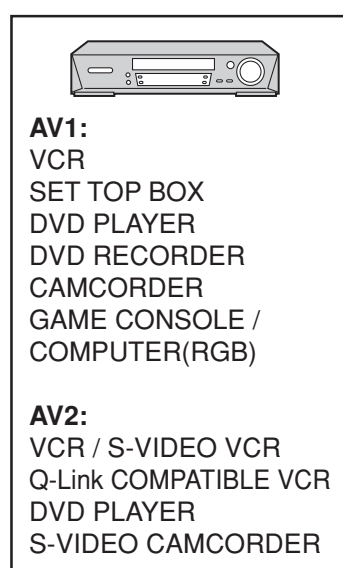 AV1:
VCR
SET TOP BOX
DVD PLAYER
DVD RECORDER
CAMCORDER
GAME CONSOLE /
COMPUTER(RGB)
AV2:
VCR / S-VIDEO VCR
Q-Link COMPATIBLE VCR
DVD PLAYER
S-VIDEO CAMCORDER